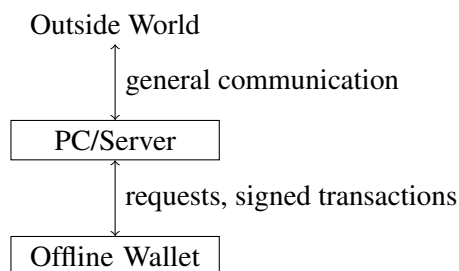 Outside World
general communication
PC/Server
requests, signed transactions
Offline Wallet